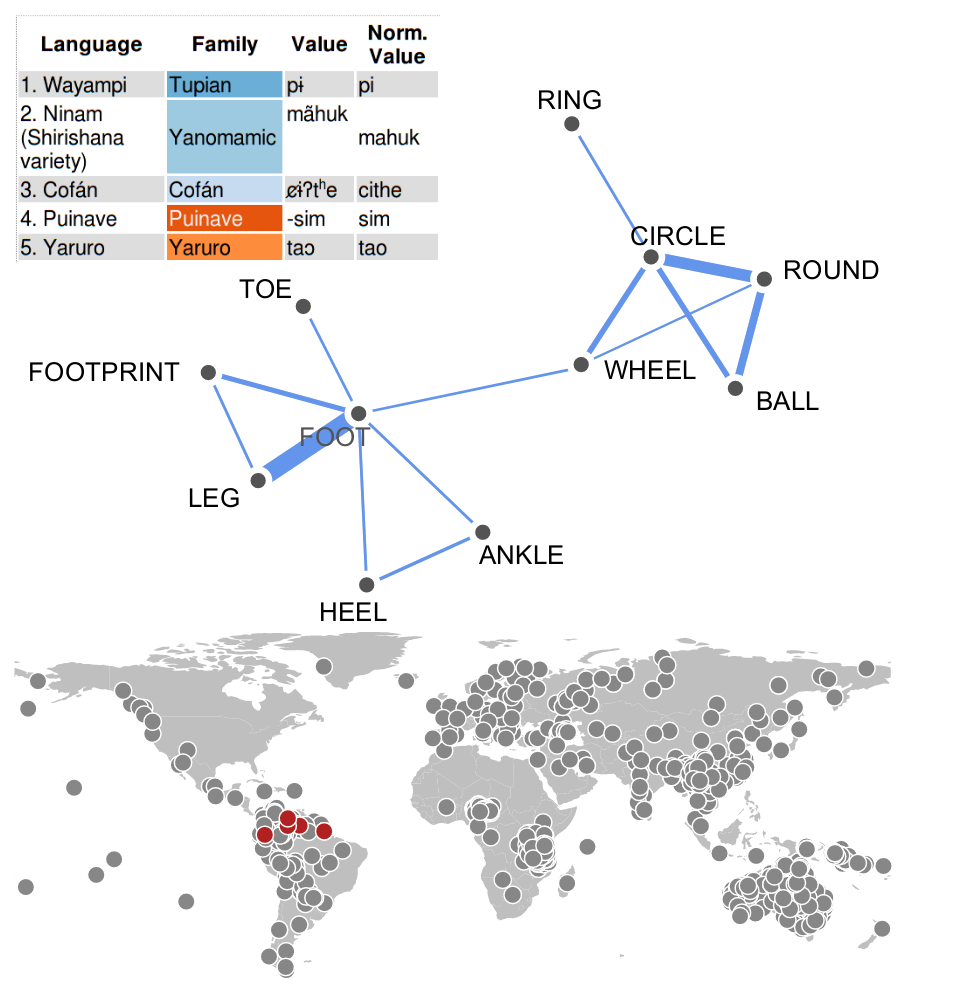 Language Family Value Norm. Value
1. Wayampi Tupian pɨ pi
2. Ninam (Shirishana variety) Yanomamic mãhuk mahuk
3. Cofán Cofán ȼɨʔtʰe cithe
4. Puinave Puinave -sim sim
5. Yaruro Yaruro taɔ tao
RING
CIRCLE
ROUND
TOE
FOOTPRINT
WHEEL
BALL
FOOT
LEG
ANKLE
HEEL